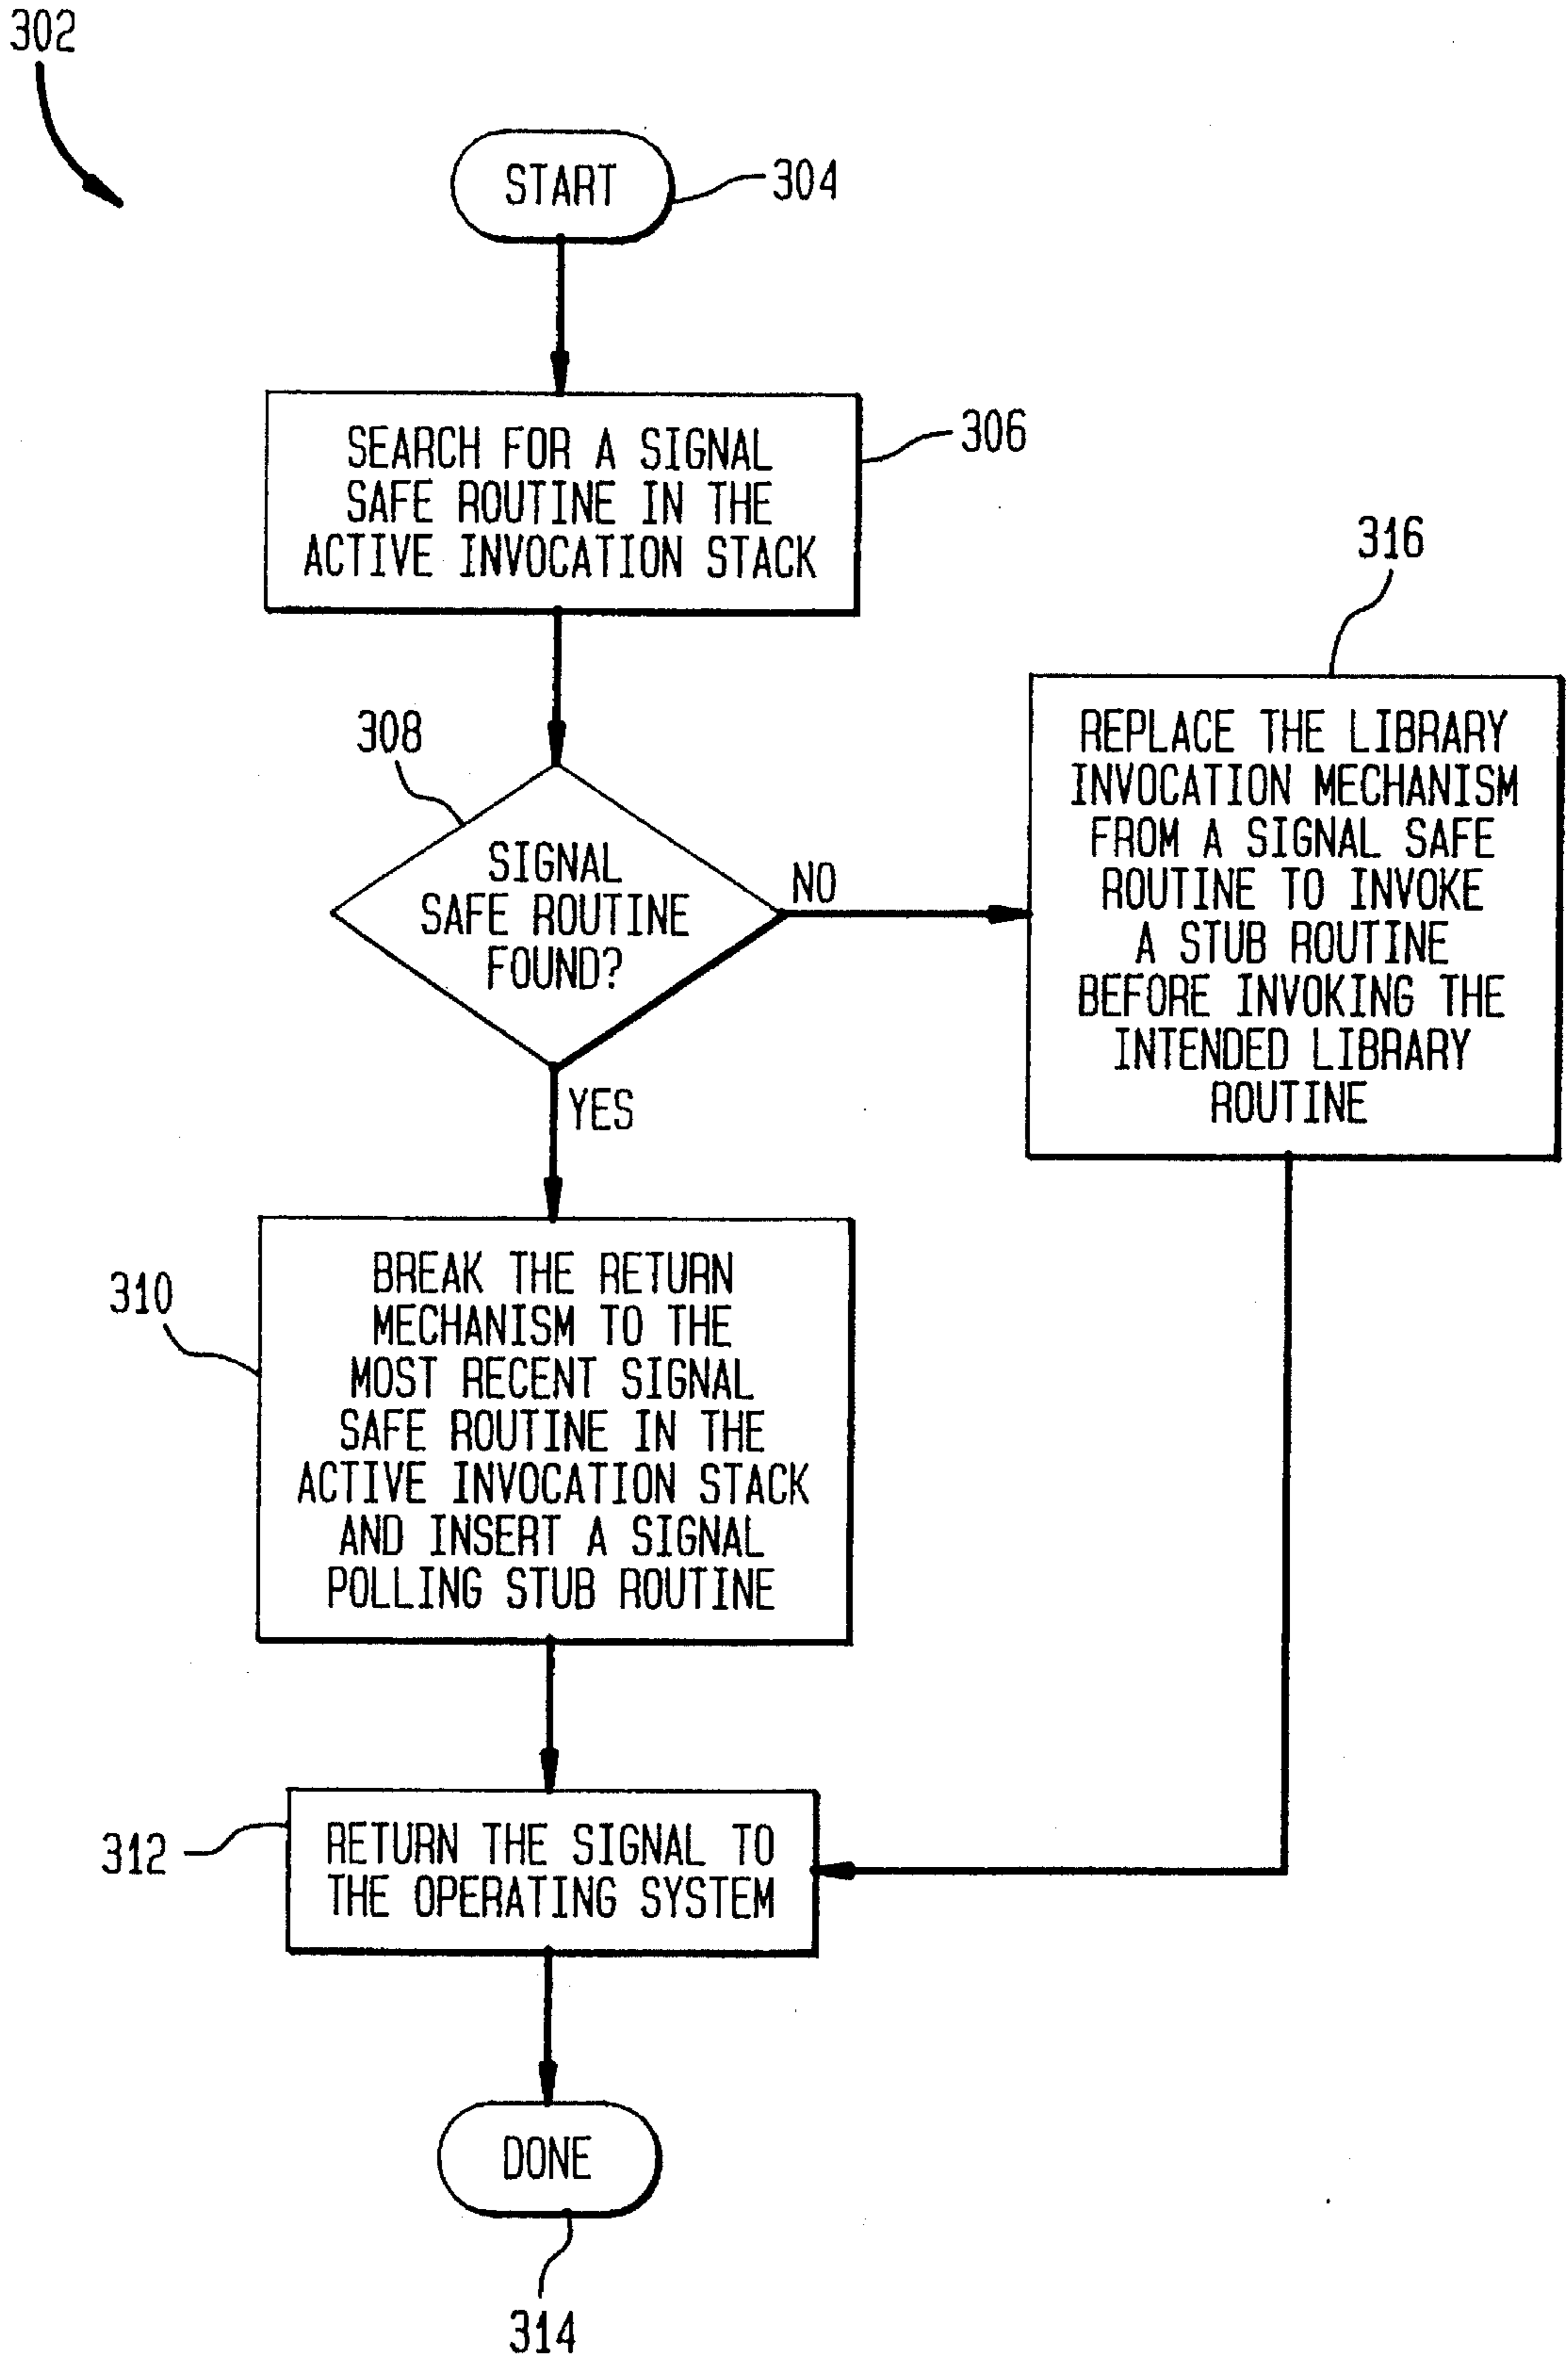 302
START
304
SEARCH FOR A SIGNAL
SAFE ROUTINE IN THE
ACTIVE INVOCATION STACK
306
308
SIGNAL
SAFE ROUTINE
FOUND?
NO
YES
316
REPLACE THE LIBRARY
INVOCATION MECHANISM
FROM A SIGNAL SAFE
ROUTINE TO INVOKE
A STUB ROUTINE
BEFORE INVOKING THE
INTENDED LIBRARY
ROUTINE
310
BREAK THE RETURN
MECHANISM TO THE
MOST RECENT SIGNAL
SAFE ROUTINE IN THE
ACTIVE INVOCATION STACK
AND INSERT A SIGNAL
POLLING STUB ROUTINE
312
RETURN THE SIGNAL TO
THE OPERATING SYSTEM
DONE
314